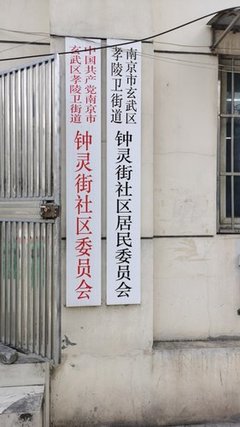 中国共产党南京市
玄武区孝陵卫街道
钟灵街社区委员会
南京市玄武区
孝陵卫街道
钟灵街社区居民委员会